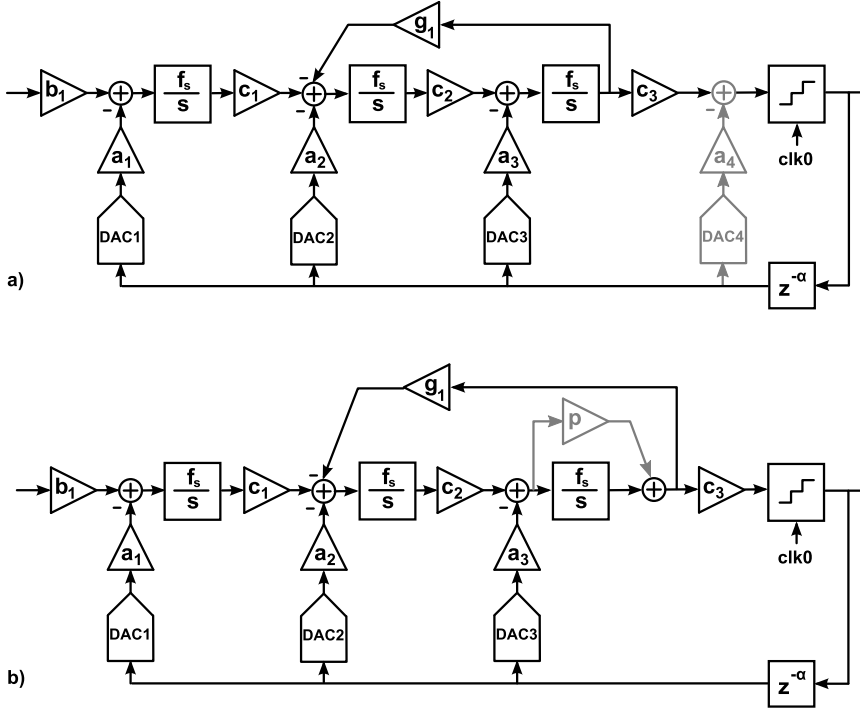 g₁
b₁ fₛ/s c₁ fₛ/s c₂ fₛ/s c₃
a₁ a₂ a₃ a₄ clk0
DAC1 DAC2 DAC3 DAC4
a) z⁻ᵅ
g₁
p
b₁ fₛ/s c₁ fₛ/s c₂ fₛ/s c₃
a₁ a₂ a₃ clk0
DAC1 DAC2 DAC3
b) z⁻ᵅ